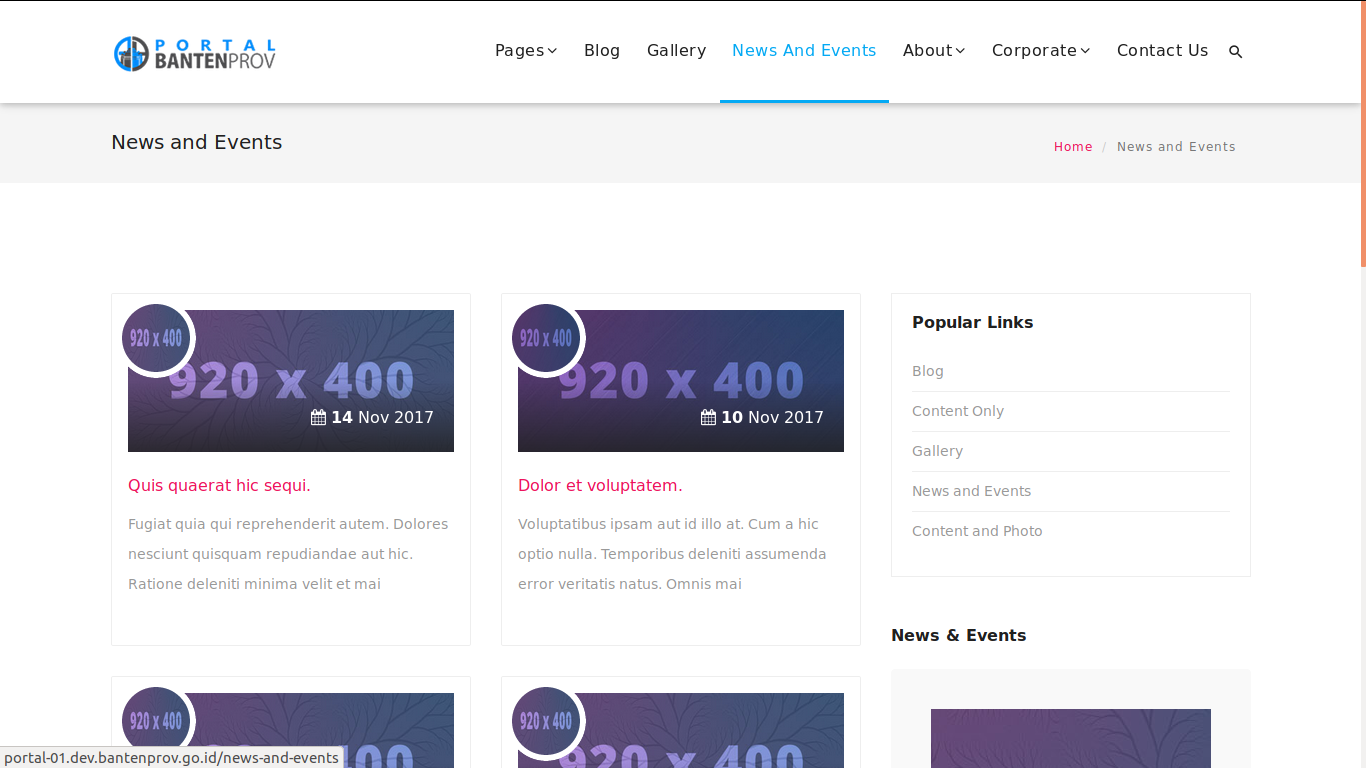 PORTAL
BANTENPROV
Pages
Blog
Gallery
News And Events
About
Corporate
Contact Us
News and Events
Home / News and Events
920 x 400
920 x 400
14 Nov 2017
Quis quaerat hic sequi.
Fugiat quia qui reprehenderit autem. Dolores
nesciunt quisquam repudiandae aut hic.
Ratione deleniti minima velit et mai
920 x 400
920 x 400
10 Nov 2017
Dolor et voluptatem.
Voluptatibus ipsam aut id illo at. Cum a hic
optio nulla. Temporibus deleniti assumenda
error veritatis natus. Omnis mai
Popular Links
Blog
Content Only
Gallery
News and Events
Content and Photo
News & Events
920 x 400
920 x 400
920 x 400
920 x 400
portal-01.dev.bantenprov.go.id/news-and-events